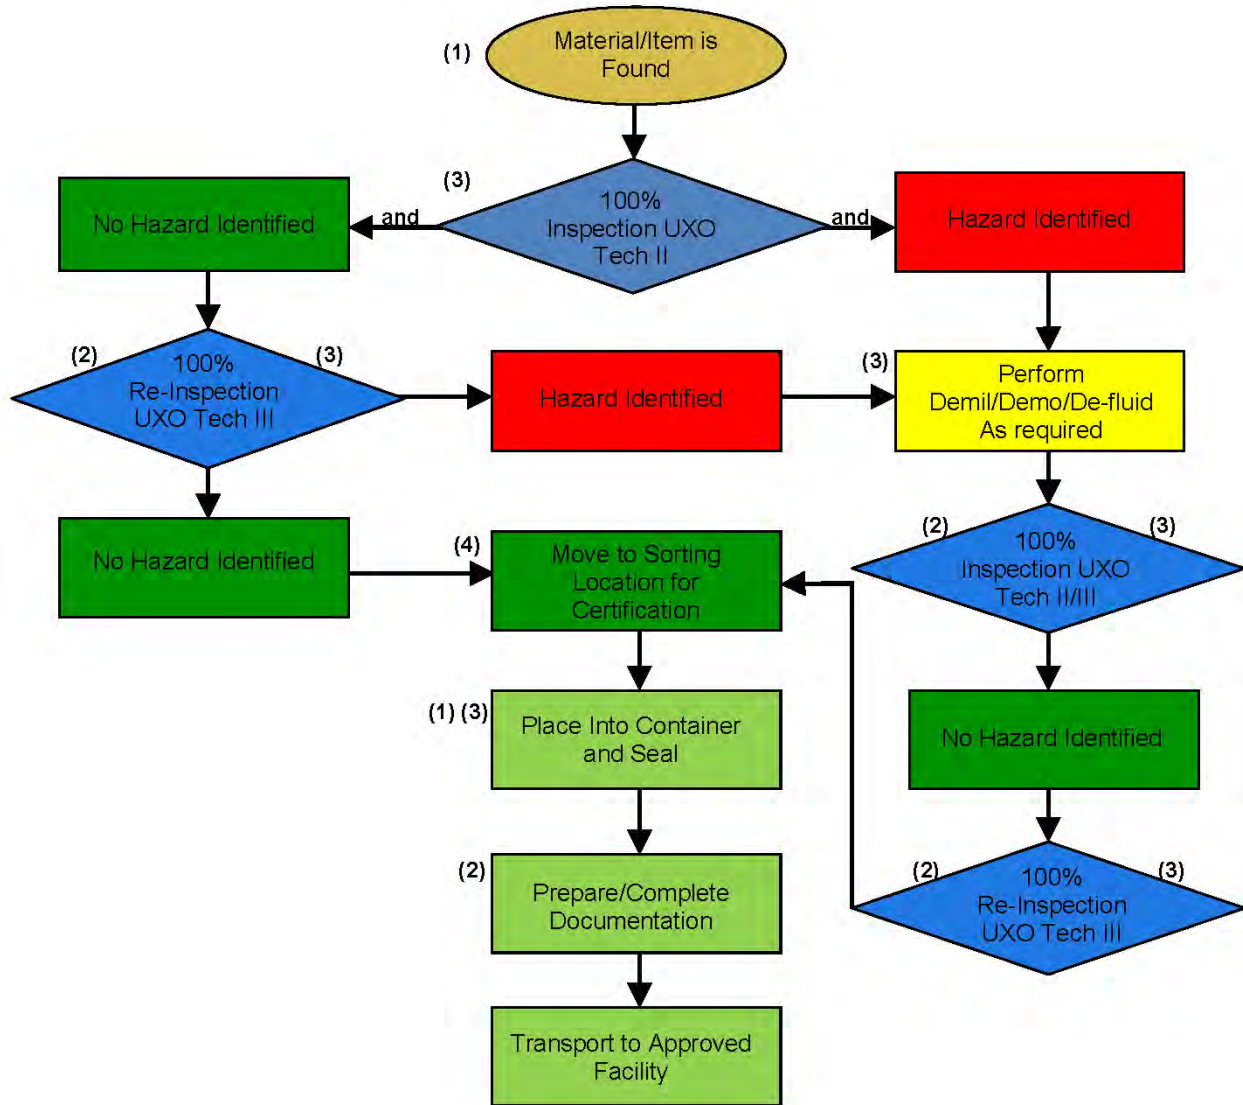 (1)
Material/Item is
Found
(3)
100%
Inspection UXO
Tech II
No Hazard Identified
and
and
Hazard Identified
(2)
(3)
100%
Re-Inspection
UXO Tech III
Hazard Identified
(3)
Perform
Demil/Demo/De-fluid
As required
No Hazard Identified
(4)
Move to Sorting
Location for
Certification
(2)
(3)
100%
Inspection UXO
Tech II/III
(1) (3)
Place Into Container
and Seal
No Hazard Identified
(2)
Prepare/Complete
Documentation
(2)
(3)
100%
Re-Inspection
UXO Tech III
Transport to Approved
Facility